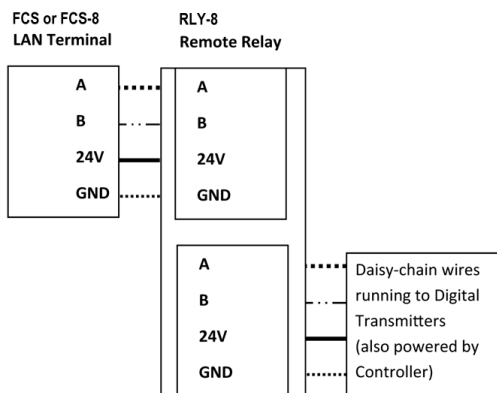 FCS or FCS-8
LAN Terminal
RLY-8
Remote Relay
A
B
24V
GND
A
B
24V
GND
A
B
24V
GND
Daisy-chain wires
running to Digital
Transmitters
(also powered by
Controller)